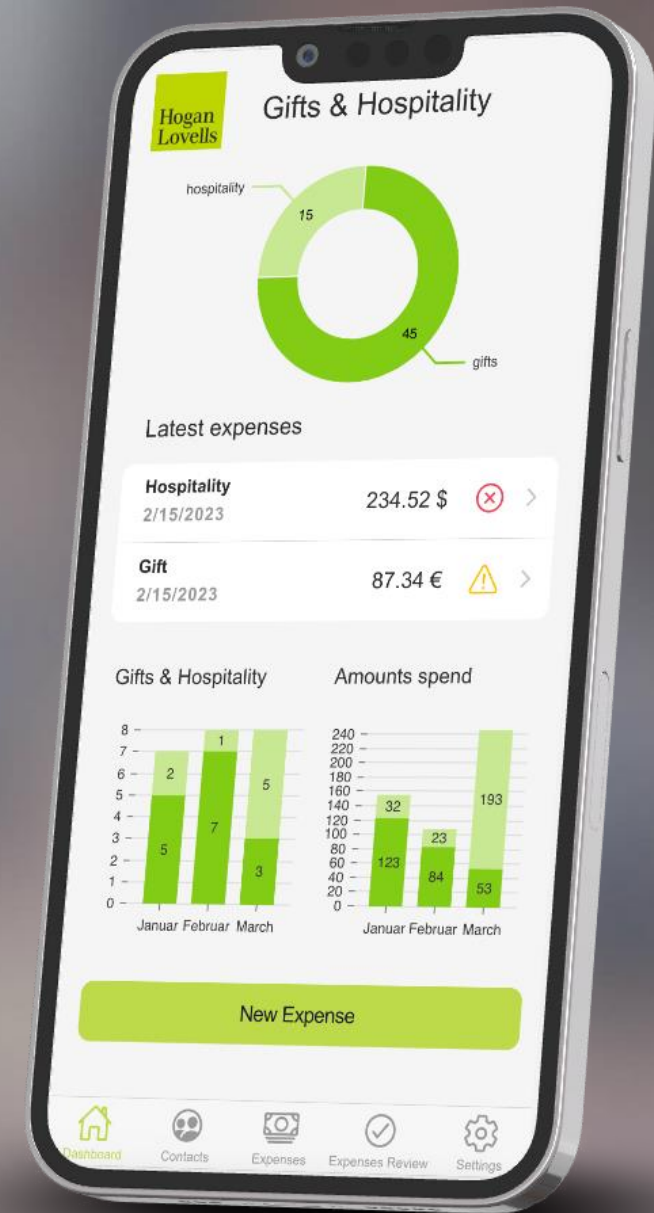 Hogan
Lovells
Gifts & Hospitality
hospitality
15
45
gifts
Latest expenses
Hospitality
2/15/2023
234.52 $
Gift
2/15/2023
87.34 €
Gifts & Hospitality
8
7
6
5
4
3
2
1
0
2
5
1
7
5
3
Januar Februar March
Amounts spend
240
220
200
180
160
140
120
100
80
60
40
20
0
32
123
23
84
193
53
Januar Februar March
New Expense
Dashboard
Contacts
Expenses
Expenses Review
Settings